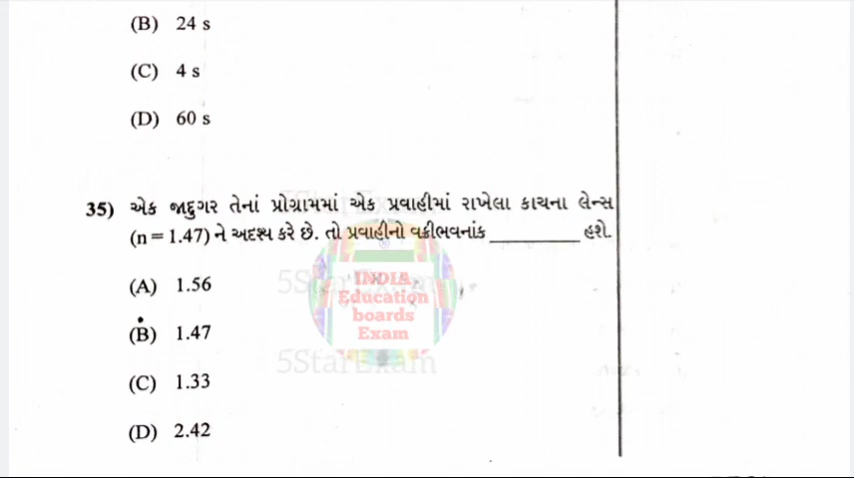 (B) 24 s
(C) 4 s
(D) 60 s
35) એક જાદુગર તેનાં પ્રોગ્રામમાં એક પ્રવાહીમાં રાખેલા કાચના લેન્સ
(n = 1.47) ને અદૃશ્ય કરે છે. તો પ્રવાહીનો વક્રીભવનાંક __________ હશે.
(A) 1.56
(B) 1.47
(C) 1.33
(D) 2.42
INDIA
Education
boards
Exam
5StarExam